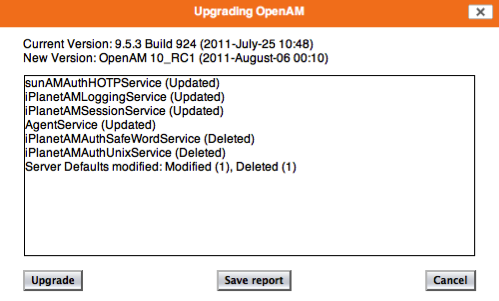 Upgrading OpenAM
Current Version: 9.5.3 Build 924 (2011-July-25 10:48)
New Version: OpenAM 10_RC1 (2011-August-06 00:10)
sunAMAuthHOTPService (Updated)
iPlanetAMLoggingService (Updated)
iPlanetAMSessionService (Updated)
AgentService (Updated)
iPlanetAMAuthSafeWordService (Deleted)
iPlanetAMAuthUnixService (Deleted)
Server Defaults modified: Modified (1), Deleted (1)
Upgrade Save report Cancel